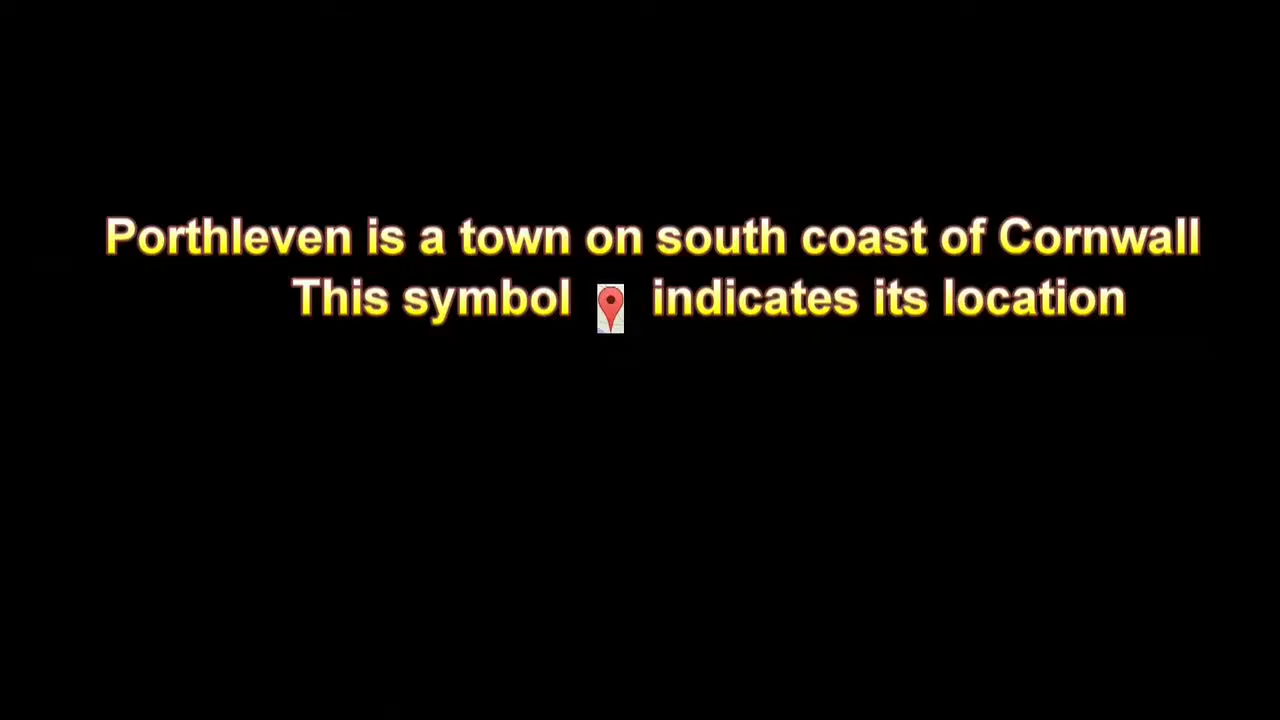 Porthleven is a town on south coast of Cornwall
This symbol indicates its location